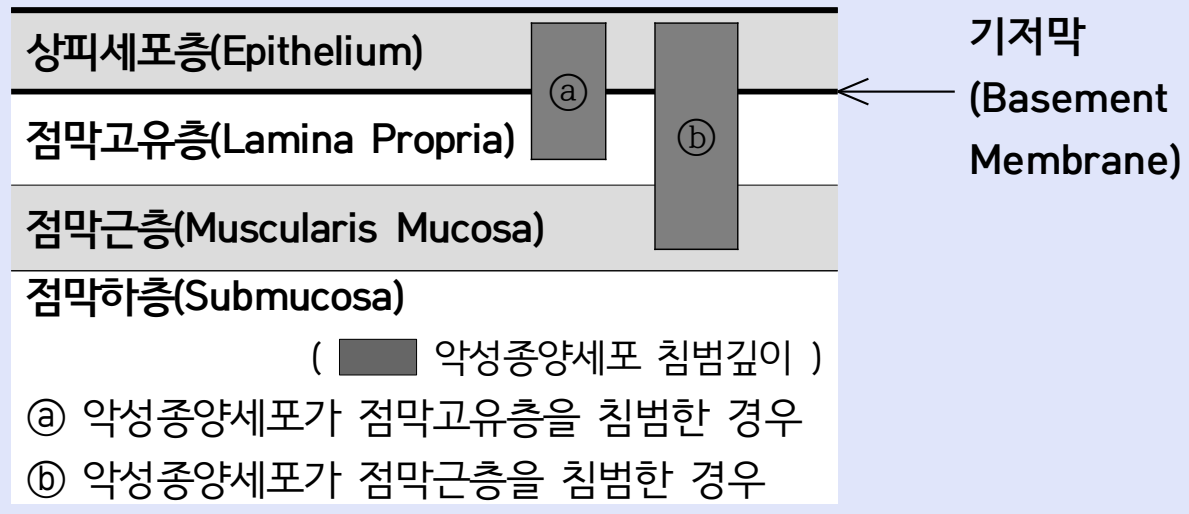 상피세포층(Epithelium)
ⓐ
기저막
(Basement
Membrane)
점막고유층(Lamina Propria)
ⓑ
점막근층(Muscularis Mucosa)
점막하층(Submucosa)
( 악성종양세포 침범깊이 )
ⓐ 악성종양세포가 점막고유층을 침범한 경우
ⓑ 악성종양세포가 점막근층을 침범한 경우